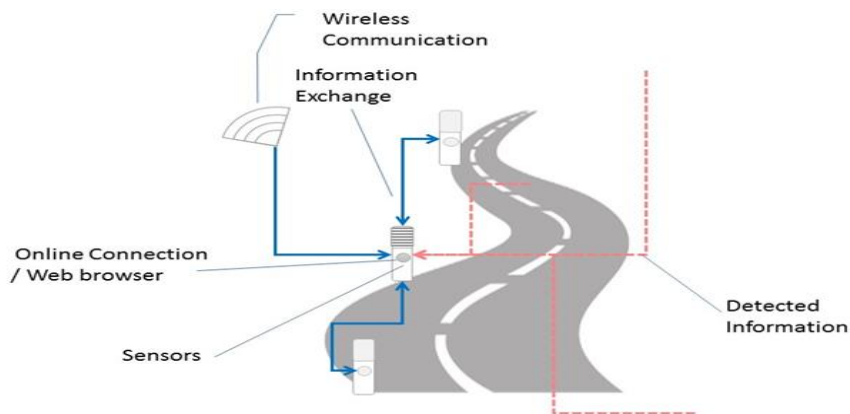 Wireless
Communication
Information
Exchange
Online Connection
/ Web browser
Sensors
Detected
Information